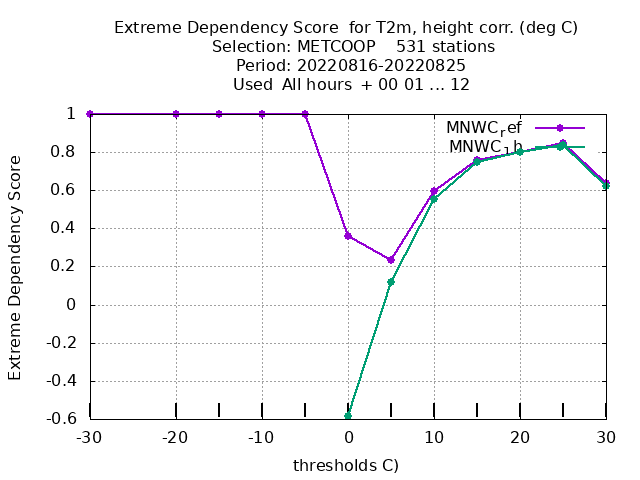 Extreme Dependency Score  for T2m, height corr. (deg C)
Selection: METCOOP    531 stations
Period: 20220816-20220825
Used  All hours  + 00 01 ... 12
MNWC_ref
MNWC_1h
1
0.8
0.6
0.4
0.2
0
-0.2
-0.4
-0.6
Extreme Dependency Score
-30 -20 -10 0 10 20 30
thresholds C)